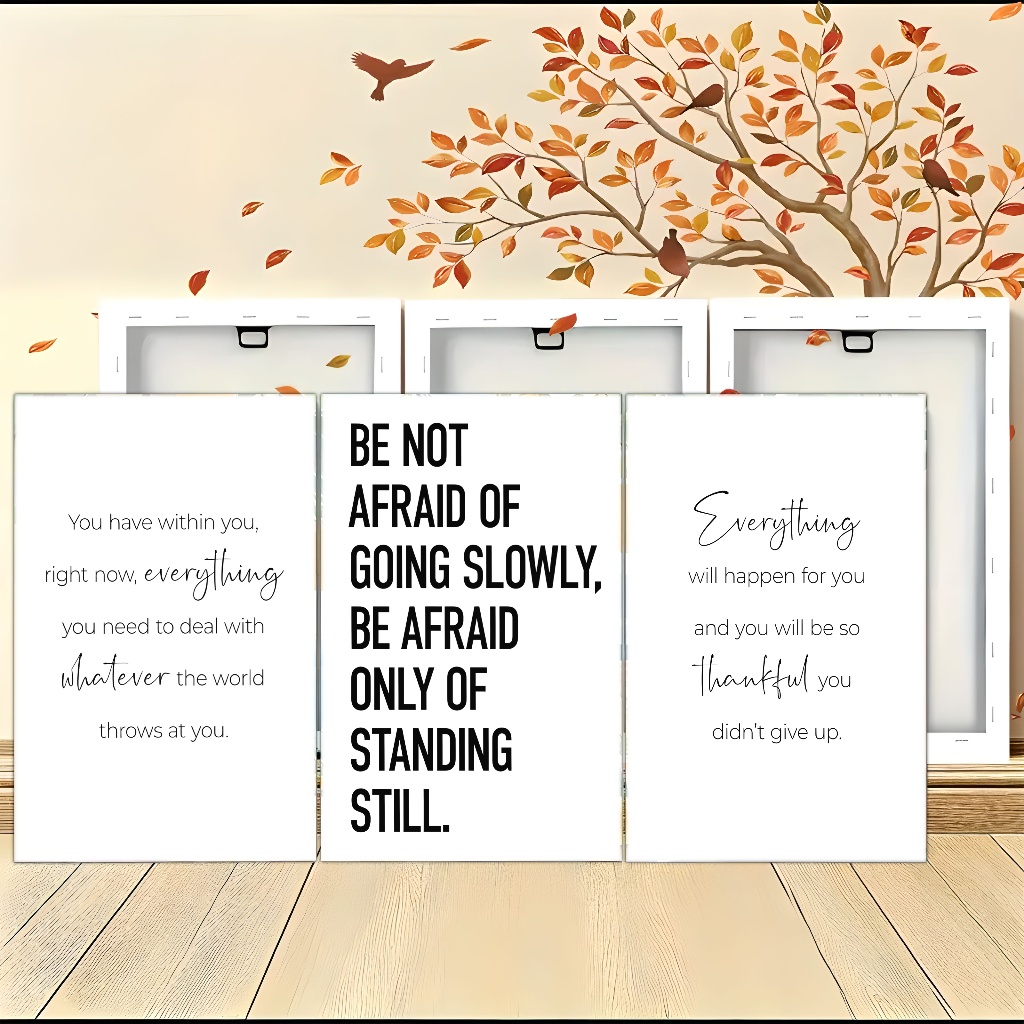 You have within you,
right now, everything
you need to deal with
whatever the world
throws at you.
BE NOT
AFRAID OF
GOING SLOWLY,
BE AFRAID
ONLY OF
STANDING
STILL.
Everything
will happen for you
and you will be so
thankful you
didn't give up.